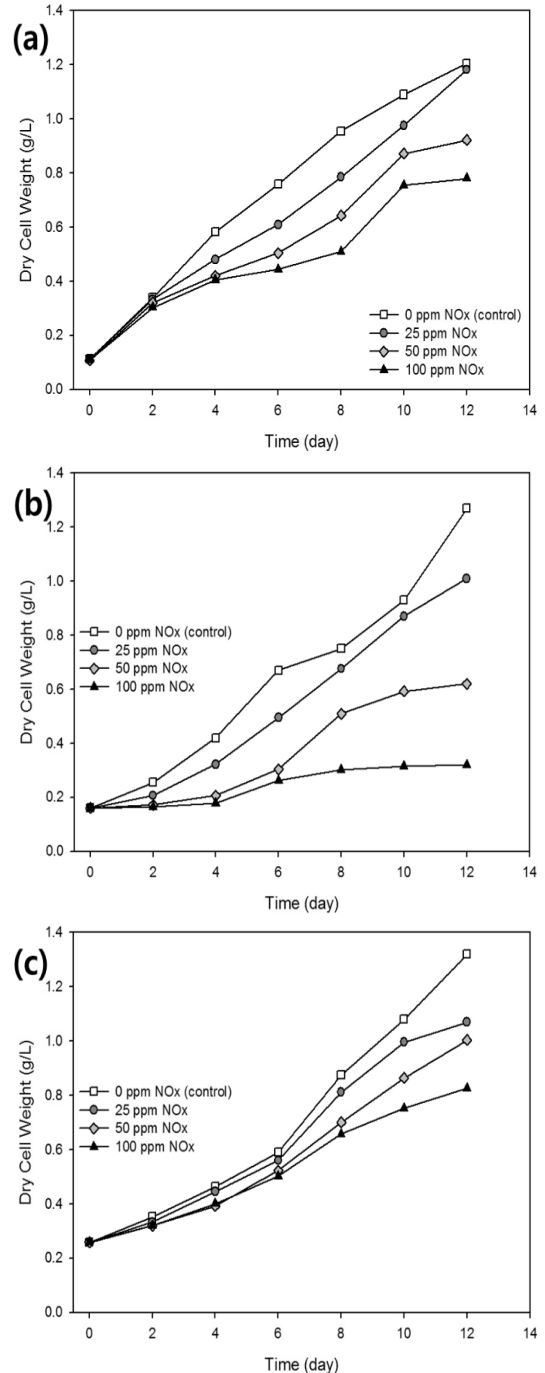 (a)
1.4
1.2
1.0
0.8
0.6
0.4
0.2
0.0
Dry Cell Weight (g/L)
0 ppm NOx (control)
25 ppm NOx
50 ppm NOx
100 ppm NOx
0 2 4 6 8 10 12 14
Time (day)
(b)
1.4
1.2
1.0
0.8
0.6
0.4
0.2
0.0
Dry Cell Weight (g/L)
0 ppm NOx (control)
25 ppm NOx
50 ppm NOx
100 ppm NOx
0 2 4 6 8 10 12 14
Time (day)
(c)
1.4
1.2
1.0
0.8
0.6
0.4
0.2
0.0
Dry Cell Weight (g/L)
0 ppm NOx (control)
25 ppm NOx
50 ppm NOx
100 ppm NOx
0 2 4 6 8 10 12 14
Time (day)